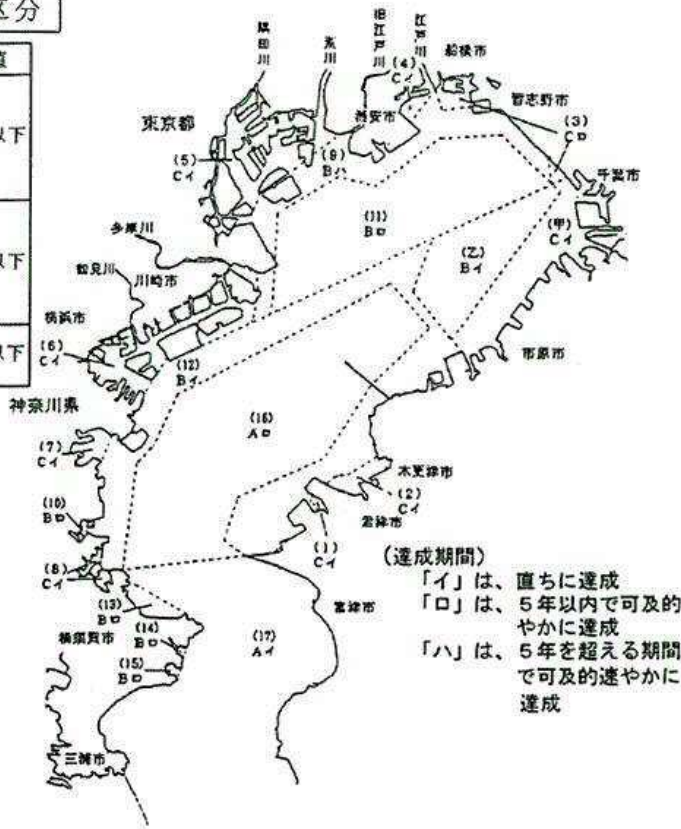 区分
直
以下
以下
以下
隅田川
荒川
旧江戸川
江戸川
船橋市
習志野市
(4)
Cイ
浦安市
(3)
Cロ
東京都
(5)
Cイ
(9)
Bハ
千葉市
(甲)
Cイ
(11)
Bロ
(乙)
Bイ
多摩川
鶴見川
川崎市
横浜市
(6)
Cイ
(12)
Bイ
市原市
神奈川県
(16)
Aロ
(7)
Cイ
木更津市
(2)
Cイ
君津市
(10)
Bロ
(1)
Cイ
(8)
Cイ
(13)
Bロ
富津市
横須賀市
(14)
Bロ
(17)
Aイ
(15)
Bロ
三浦市
(達成期間)
「イ」は、直ちに達成
「ロ」は、5年以内で可及的
やかに達成
「ハ」は、5年を超える期間
で可及的速やかに
達成